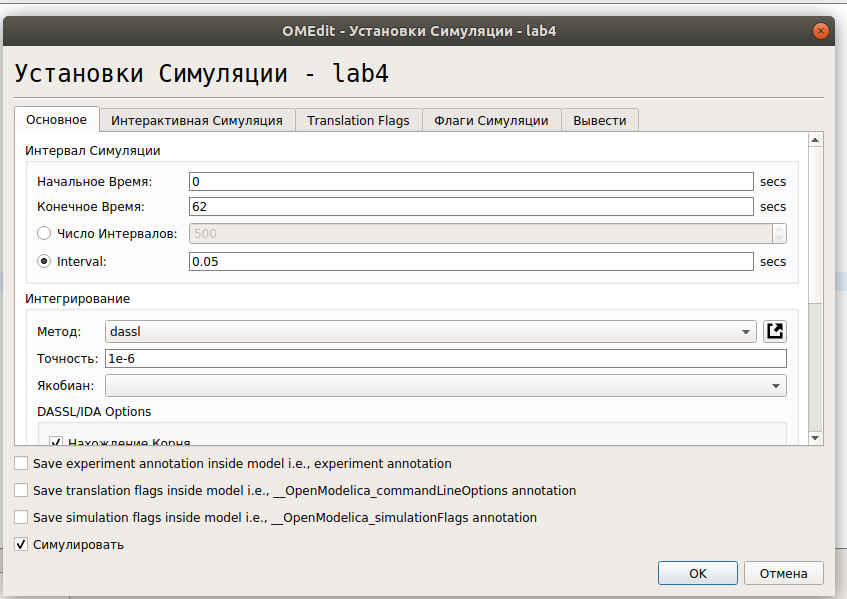 OMEdit - Установки Симуляции - lab4
Установки Симуляции - lab4
Основное Интерактивная Симуляция Translation Flags Флаги Симуляции Вывести
Интервал Симуляции
Начальное Время: 0 secs
Конечное Время: 62 secs
Число Интервалов: 500
Interval: 0.05 secs
Интегрирование
Метод: dassl
Точность: 1e-6
Якобиан:
DASSL/IDA Options
Нахождение Корня
Save experiment annotation inside model i.e., experiment annotation
Save translation flags inside model i.e., __OpenModelica_commandLineOptions annotation
Save simulation flags inside model i.e., __OpenModelica_simulationFlags annotation
Симулировать
OK Отмена